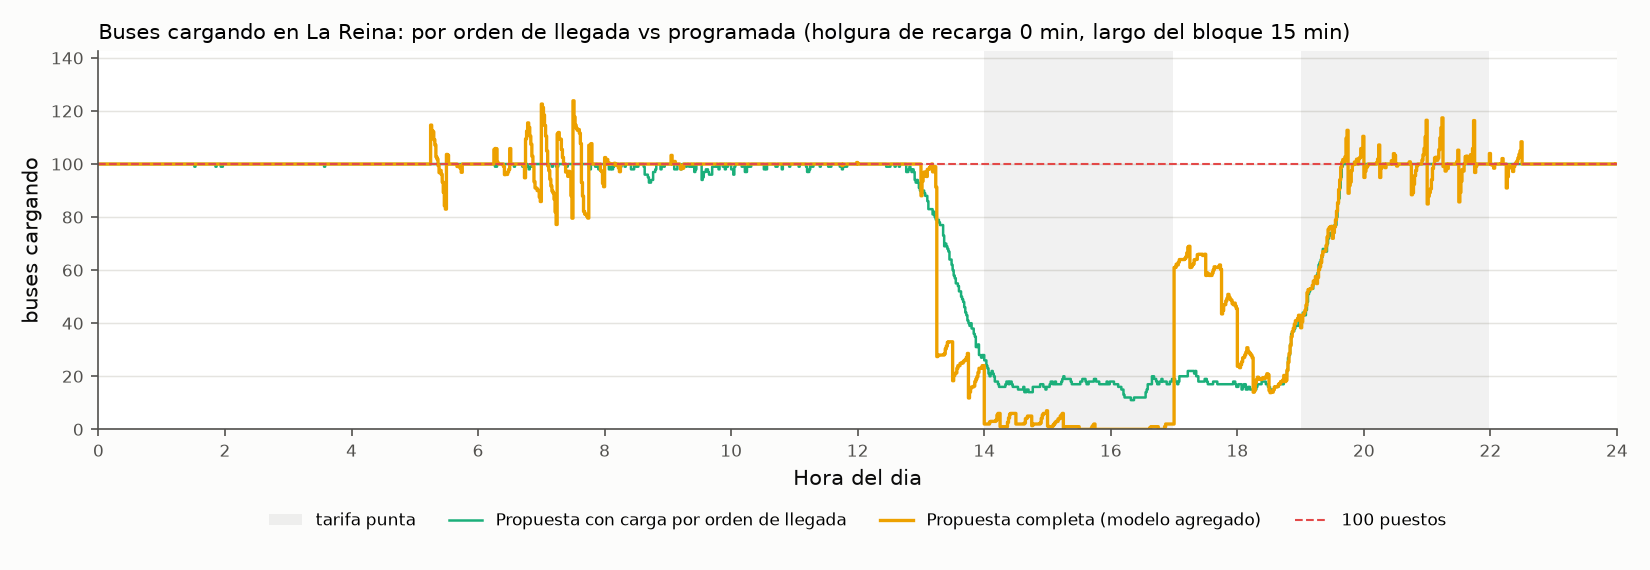 Buses cargando en La Reina: por orden de llegada vs programada (holgura de recarga 0 min, largo del bloque 15 min)
buses cargando
140
120
100
80
60
40
20
0
0 2 4 6 8 10 12 14 16 18 20 22 24
Hora del dia
tarifa punta Propuesta con carga por orden de llegada Propuesta completa (modelo agregado) 100 puestos